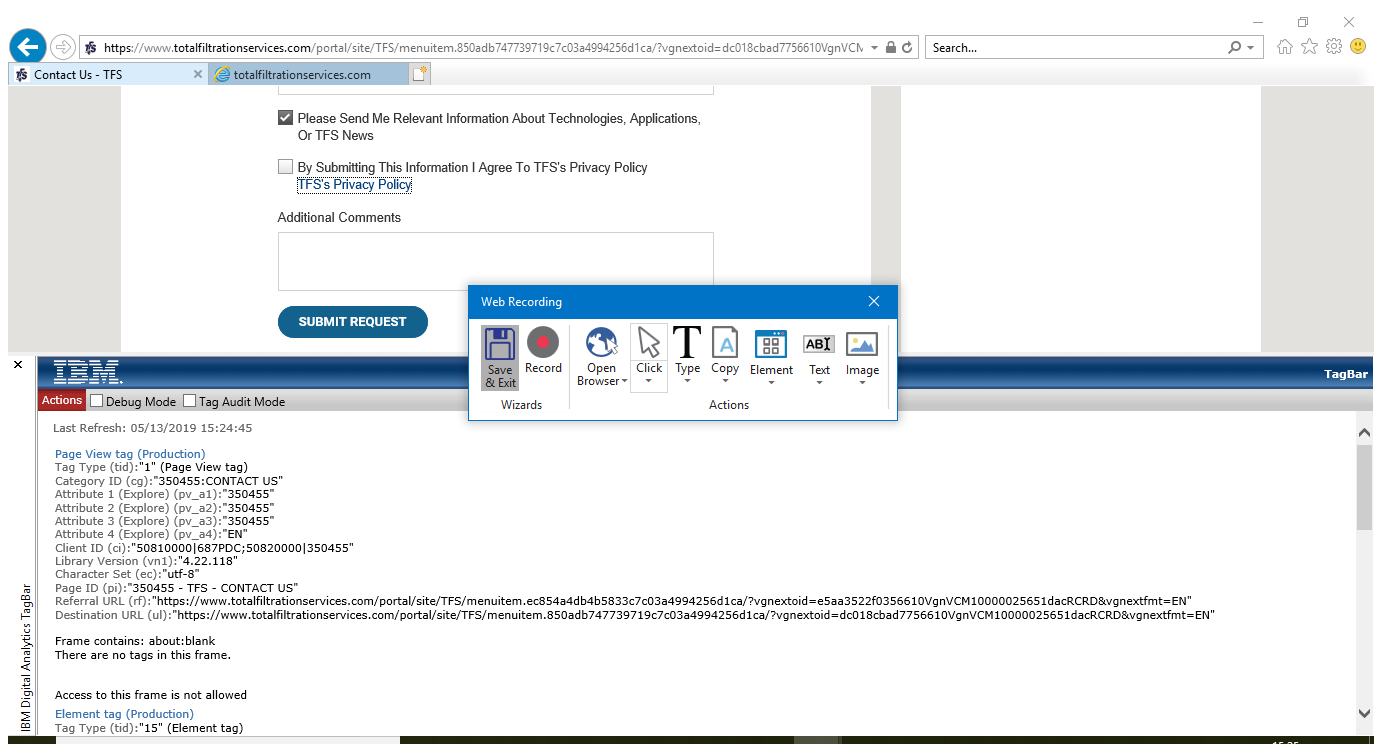 https://www.totalfiltrationservices.com/portal/site/TFS/menuitem.850adb747739719c7c03a4994256d1ca/?vgnextoid=dc018cbad7756610VgnVCM
Search...
Contact Us - TFS
totalfiltrationservices.com
Please Send Me Relevant Information About Technologies, Applications,
Or TFS News
By Submitting This Information I Agree To TFS's Privacy Policy
TFS's Privacy Policy
Additional Comments
SUBMIT REQUEST
Web Recording
Save
& Exit
Record
Open
Browser
Click
T
Type
A
Copy
Element
AB
Text
Image
Wizards
Actions
IBM.
TagBar
Actions
Debug Mode
Tag Audit Mode
Last Refresh: 05/13/2019 15:24:45
Page View tag (Production)
Tag Type (tid):"1" (Page View tag)
Category ID (cg):"350455:CONTACT US"
Attribute 1 (Explore) (pv_a1):"350455"
Attribute 2 (Explore) (pv_a2):"350455"
Attribute 3 (Explore) (pv_a3):"350455"
Attribute 4 (Explore) (pv_a4):"EN"
Client ID (ci):"50810000|687PDC;50820000|350455"
Library Version (vn1):"4.22.118"
Character Set (ec):"utf-8"
Page ID (pi):"350455 - TFS - CONTACT US"
Referral URL (rf):"https://www.totalfiltrationservices.com/portal/site/TFS/menuitem.ec854a4db4b5833c7c03a4994256d1ca/?vgnextoid=e5aa3522f0356610VgnVCM10000025651dacRCRD&vgnextfmt=EN"
Destination URL (ul):"https://www.totalfiltrationservices.com/portal/site/TFS/menuitem.850adb747739719c7c03a4994256d1ca/?vgnextoid=dc018cbad7756610VgnVCM10000025651dacRCRD&vgnextfmt=EN"
Frame contains: about:blank
There are no tags in this frame.
Access to this frame is not allowed
Element tag (Production)
Tag Type (tid):"15" (Element tag)
IBM Digital Analytics TagBar